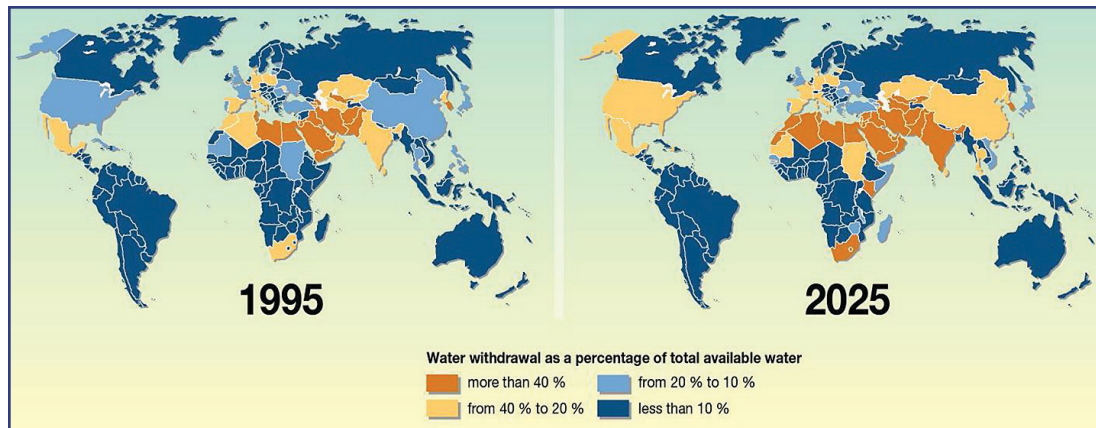 1995
2025
Water withdrawal as a percentage of total available water
more than 40 %
from 20 % to 10 %
from 40 % to 20 %
less than 10 %